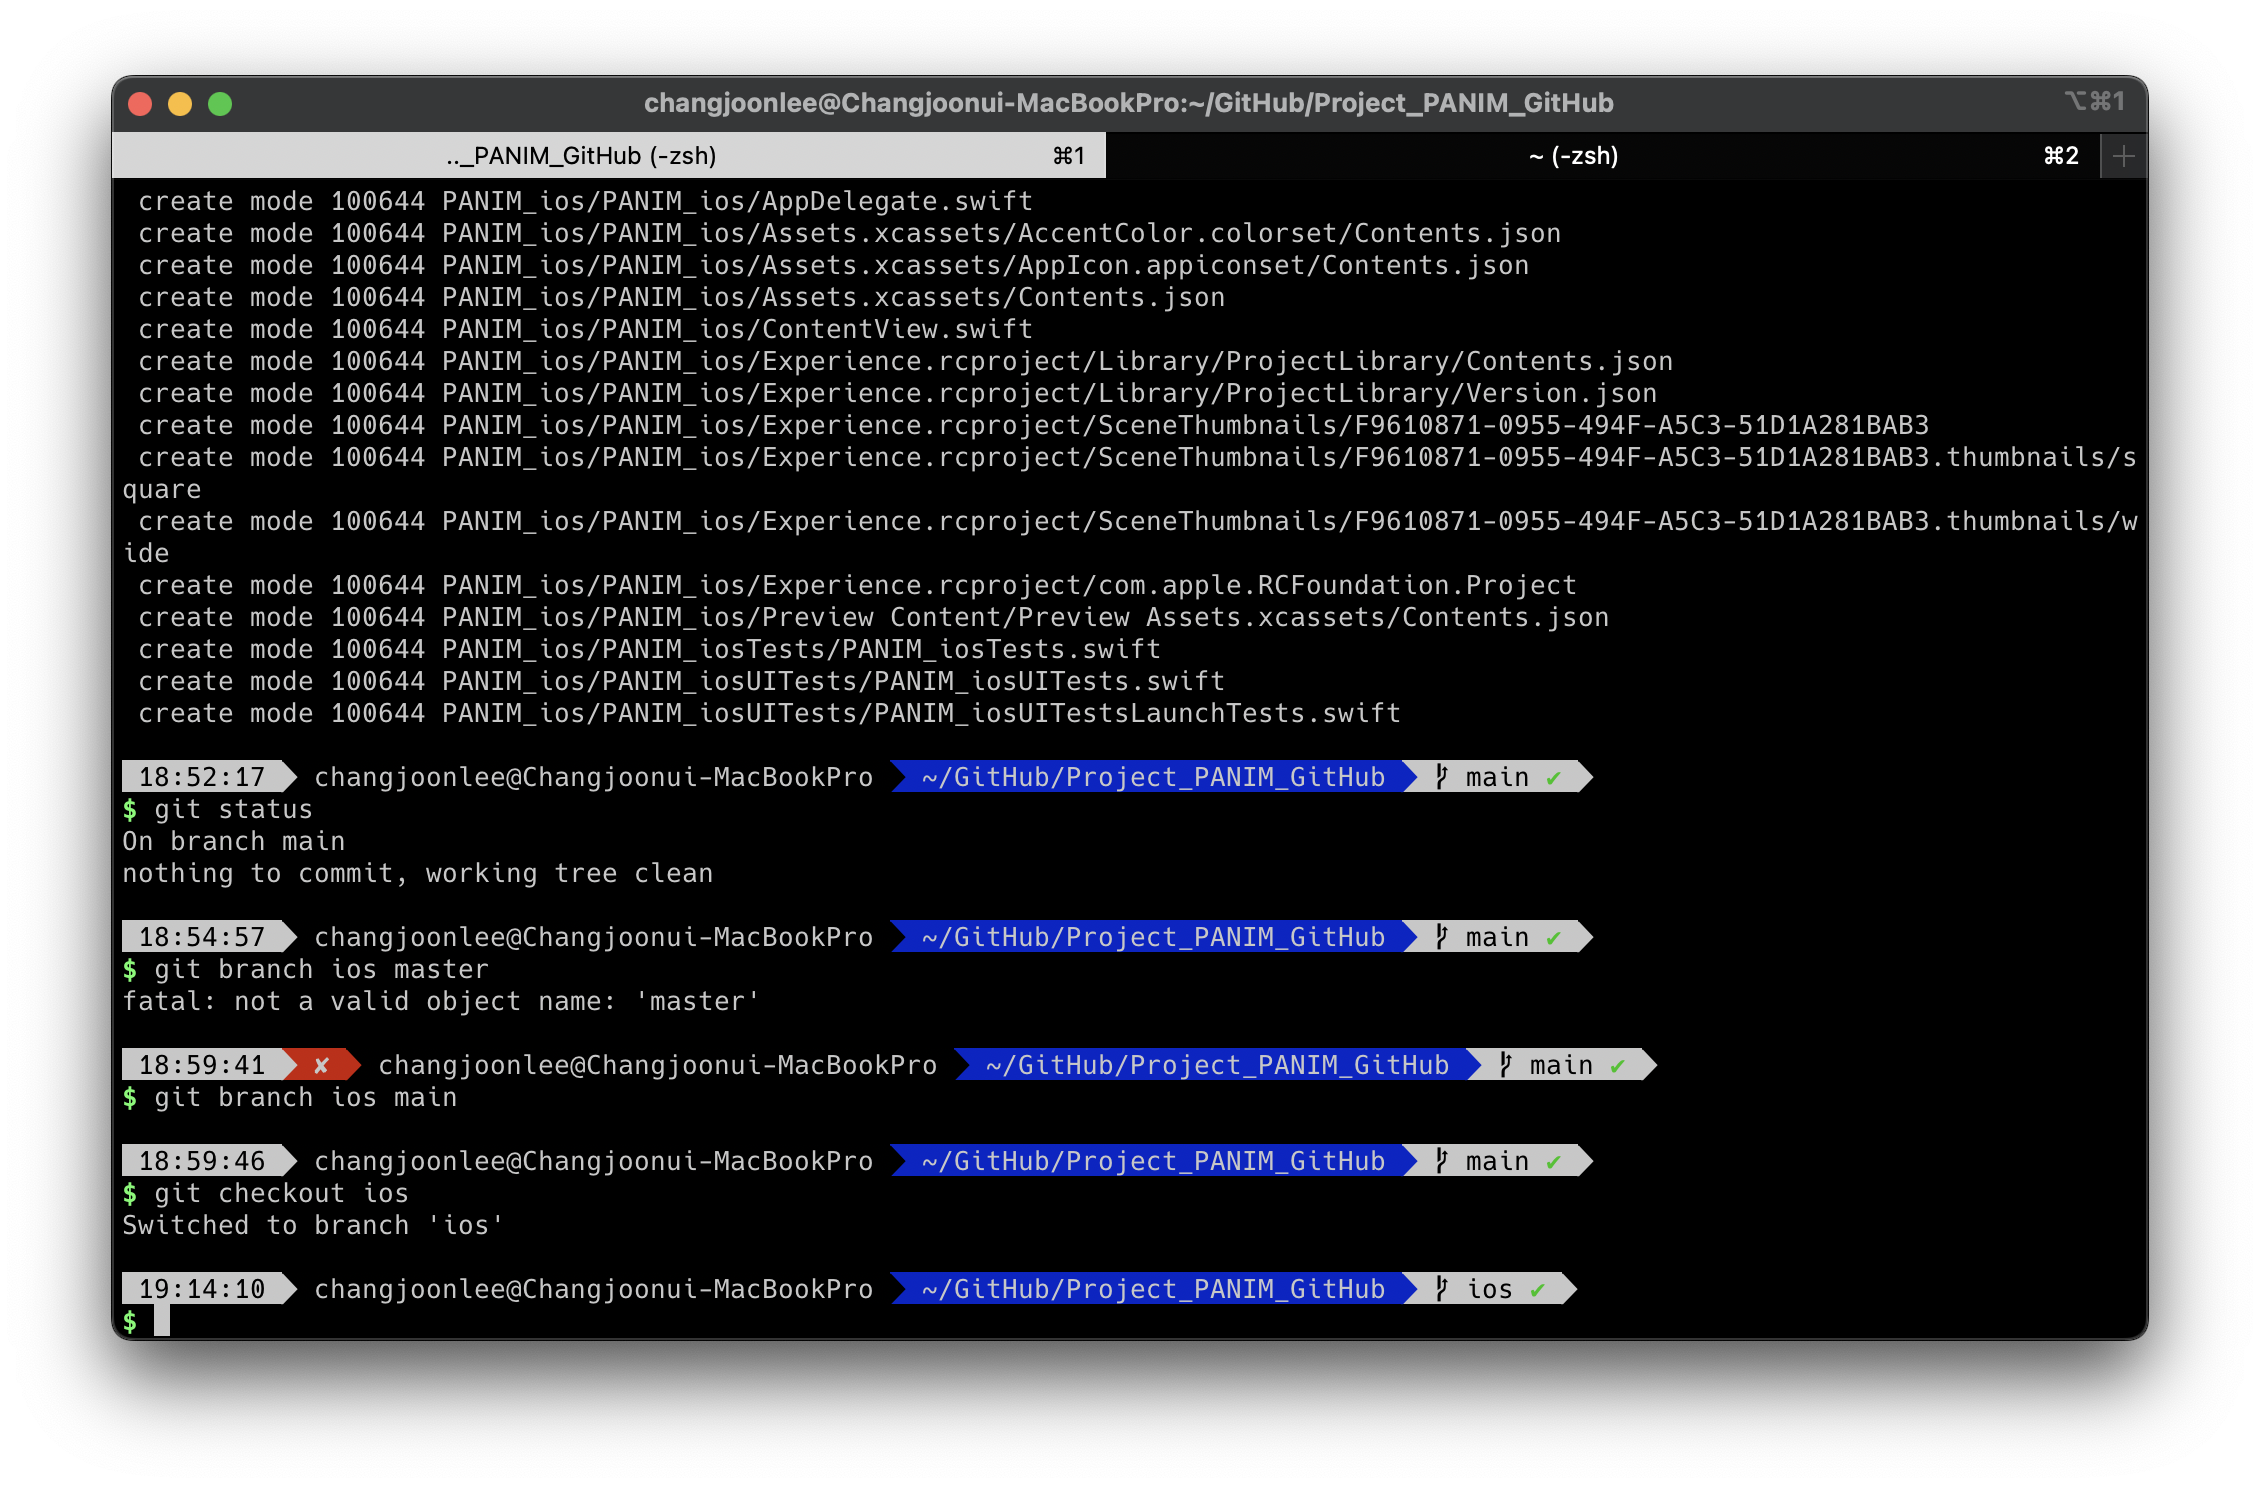 changjoonlee@Changjoonui-MacBookPro:~/GitHub/Project_PANIM_GitHub ⌥⌘1
.._PANIM_GitHub (-zsh) ⌘1 ~ (-zsh) ⌘2
create mode 100644 PANIM_ios/PANIM_ios/AppDelegate.swift
create mode 100644 PANIM_ios/PANIM_ios/Assets.xcassets/AccentColor.colorset/Contents.json
create mode 100644 PANIM_ios/PANIM_ios/Assets.xcassets/AppIcon.appiconset/Contents.json
create mode 100644 PANIM_ios/PANIM_ios/Assets.xcassets/Contents.json
create mode 100644 PANIM_ios/PANIM_ios/ContentView.swift
create mode 100644 PANIM_ios/PANIM_ios/Experience.rcproject/Library/ProjectLibrary/Contents.json
create mode 100644 PANIM_ios/PANIM_ios/Experience.rcproject/Library/ProjectLibrary/Version.json
create mode 100644 PANIM_ios/PANIM_ios/Experience.rcproject/SceneThumbnails/F9610871-0955-494F-A5C3-51D1A281BAB3
create mode 100644 PANIM_ios/PANIM_ios/Experience.rcproject/SceneThumbnails/F9610871-0955-494F-A5C3-51D1A281BAB3.thumbnails/s
quare
create mode 100644 PANIM_ios/PANIM_ios/Experience.rcproject/SceneThumbnails/F9610871-0955-494F-A5C3-51D1A281BAB3.thumbnails/w
ide
create mode 100644 PANIM_ios/PANIM_ios/Experience.rcproject/com.apple.RCFoundation.Project
create mode 100644 PANIM_ios/PANIM_ios/Preview Content/Preview Assets.xcassets/Contents.json
create mode 100644 PANIM_ios/PANIM_iosTests/PANIM_iosTests.swift
create mode 100644 PANIM_ios/PANIM_iosUITests/PANIM_iosUITests.swift
create mode 100644 PANIM_ios/PANIM_iosUITests/PANIM_iosUITestsLaunchTests.swift
18:52:17 changjoonlee@Changjoonui-MacBookPro ~/GitHub/Project_PANIM_GitHub main ✔
$ git status
On branch main
nothing to commit, working tree clean
18:54:57 changjoonlee@Changjoonui-MacBookPro ~/GitHub/Project_PANIM_GitHub main ✔
$ git branch ios master
fatal: not a valid object name: 'master'
18:59:41 ✘ changjoonlee@Changjoonui-MacBookPro ~/GitHub/Project_PANIM_GitHub main ✔
$ git branch ios main
18:59:46 changjoonlee@Changjoonui-MacBookPro ~/GitHub/Project_PANIM_GitHub main ✔
$ git checkout ios
Switched to branch 'ios'
19:14:10 changjoonlee@Changjoonui-MacBookPro ~/GitHub/Project_PANIM_GitHub ios ✔
$